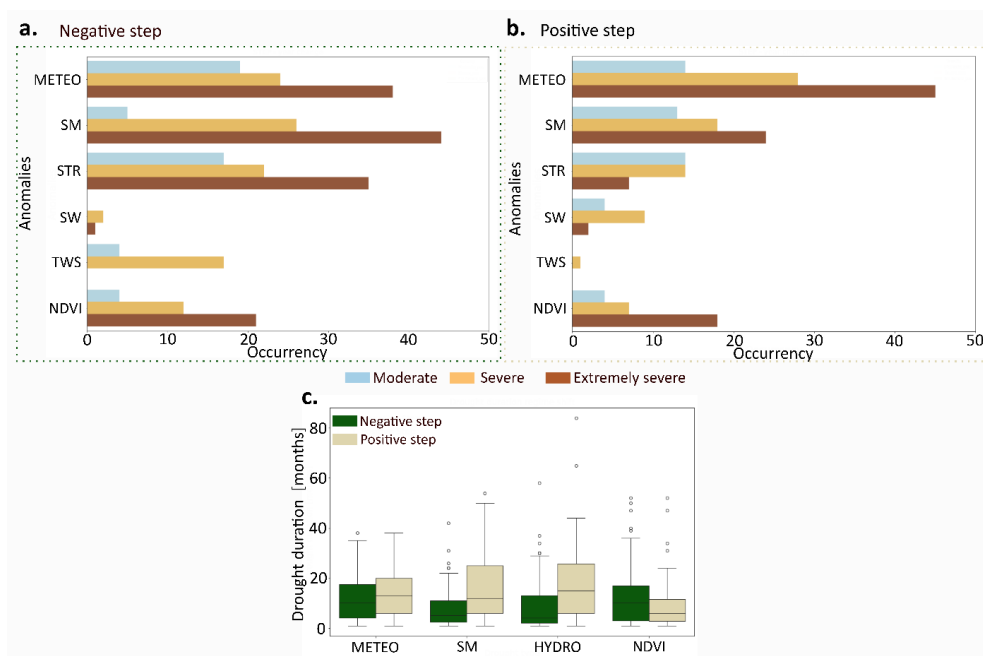 a. Negative step
METEO
SM
STR
SW
TWS
NDVI
Anomalies
0 10 20 30 40 50
Occurrency
b. Positive step
METEO
SM
STR
SW
TWS
NDVI
Anomalies
0 10 20 30 40 50
Occurrency
Moderate Severe Extremely severe
c.
Negative step
Positive step
Drought duration [months]
80
60
40
20
0
METEO SM HYDRO NDVI